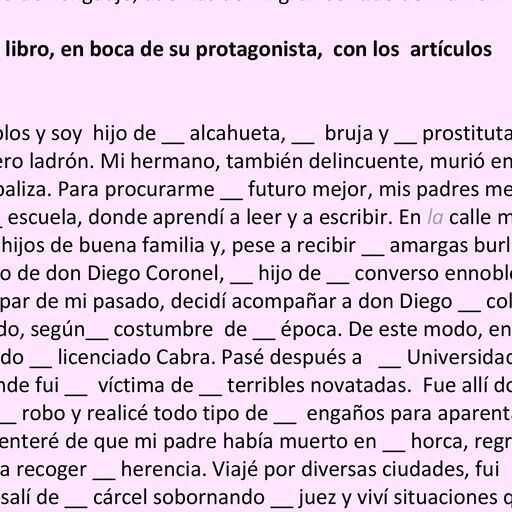 libro, en boca de su protagonista, con los artículos
blos y soy hijo de __ alcahueta, __ bruja y __ prostituta
ero ladrón. Mi hermano, también delincuente, murió en
paliza. Para procurarme __ futuro mejor, mis padres me
_ escuela, donde aprendí a leer y a escribir. En la calle m
hijos de buena familia y, pese a recibir __ amargas burl
o de don Diego Coronel, __ hijo de __ converso ennoble
par de mi pasado, decidí acompañar a don Diego __ col
do, según__ costumbre de __ época. De este modo, en
do __ licenciado Cabra. Pasé después a __ Universidad
nde fui __ víctima de __ terribles novatadas. Fue allí do
__ robo y realicé todo tipo de __ engaños para aparent
enteré de que mi padre había muerto en __ horca, regr
a recoger __ herencia. Viajé por diversas ciudades, fui
salí de __ cárcel sobornando __ juez y viví situaciones q